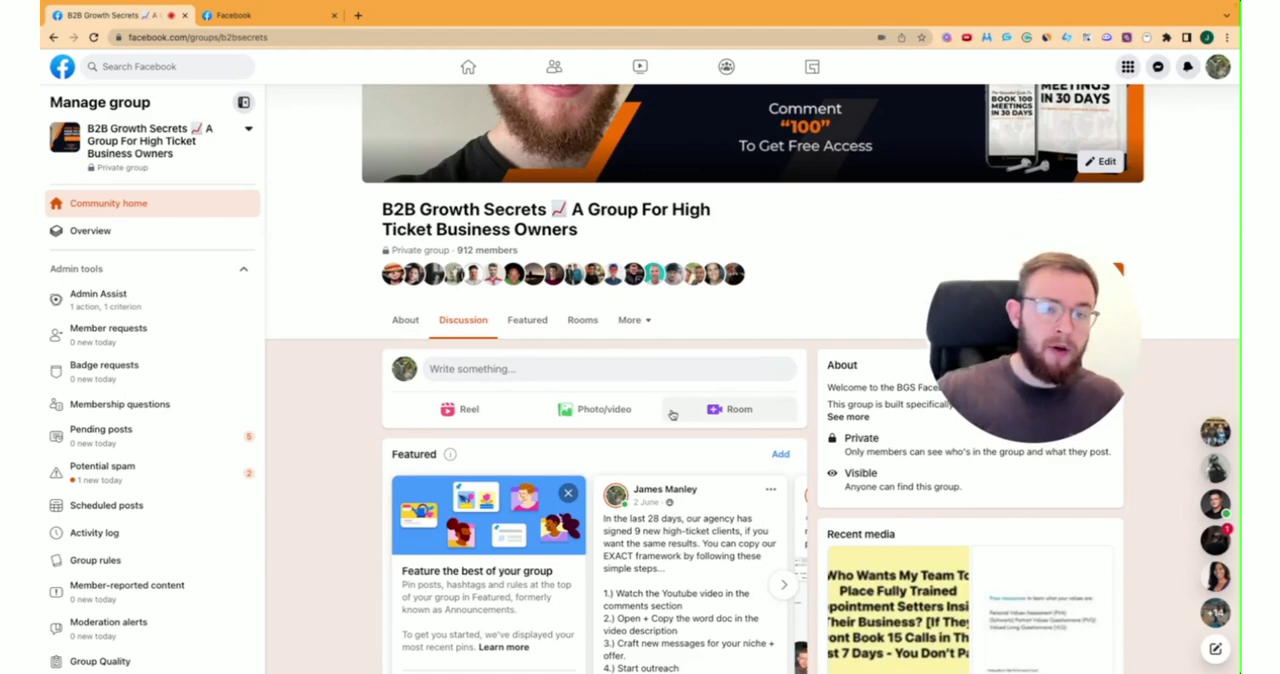 B2B Growth Secrets 📈 A
Facebook
facebook.com/groups/b2bsecrets
J
Search Facebook
Manage group
B2B Growth Secrets 📈 A
Group For High Ticket
Business Owners
Private group
Community home
Overview
Admin tools
Admin Assist
1 action, 1 criterion
Member requests
0 new today
Badge requests
0 new today
Membership questions
Pending posts
0 new today
5
Potential spam
1 new today
2
Scheduled posts
Activity log
Group rules
Member-reported content
0 new today
Moderation alerts
0 new today
Group Quality
Comment
“100”
To Get Free Access
BOOK 100
MEETINGS
IN 30 DAYS
MEETINGS
IN 30 DAYS
Edit
B2B Growth Secrets 📈 A Group For High
Ticket Business Owners
Private group · 912 members
About
Discussion
Featured
Rooms
More
Write something...
Reel
Photo/video
Room
Featured
Add
Feature the best of your group
Pin posts, hashtags and rules at the top
of your group in Featured, formerly
known as Announcements.
To get you started, we've displayed your
most recent pins. Learn more
James Manley
2 June
In the last 28 days, our agency has
signed 9 new high-ticket clients, if you
want the same results. You can copy our
EXACT framework by following these
simple steps...
1.) Watch the Youtube video in the
comments section
2.) Open + Copy the word doc in the
video description
3.) Craft new messages for your niche +
offer.
4.) Start outreach
About
Welcome to the BGS Face
This group is built specifically
See more
Private
Only members can see who's in the group and what they post.
Visible
Anyone can find this group.
Recent media
Who Wants My Team To
Place Fully Trained
pointment Setters Insi
Their Business? [If They
ont Book 15 Calls in Th
st 7 Days - You Don't Pa
1
+14